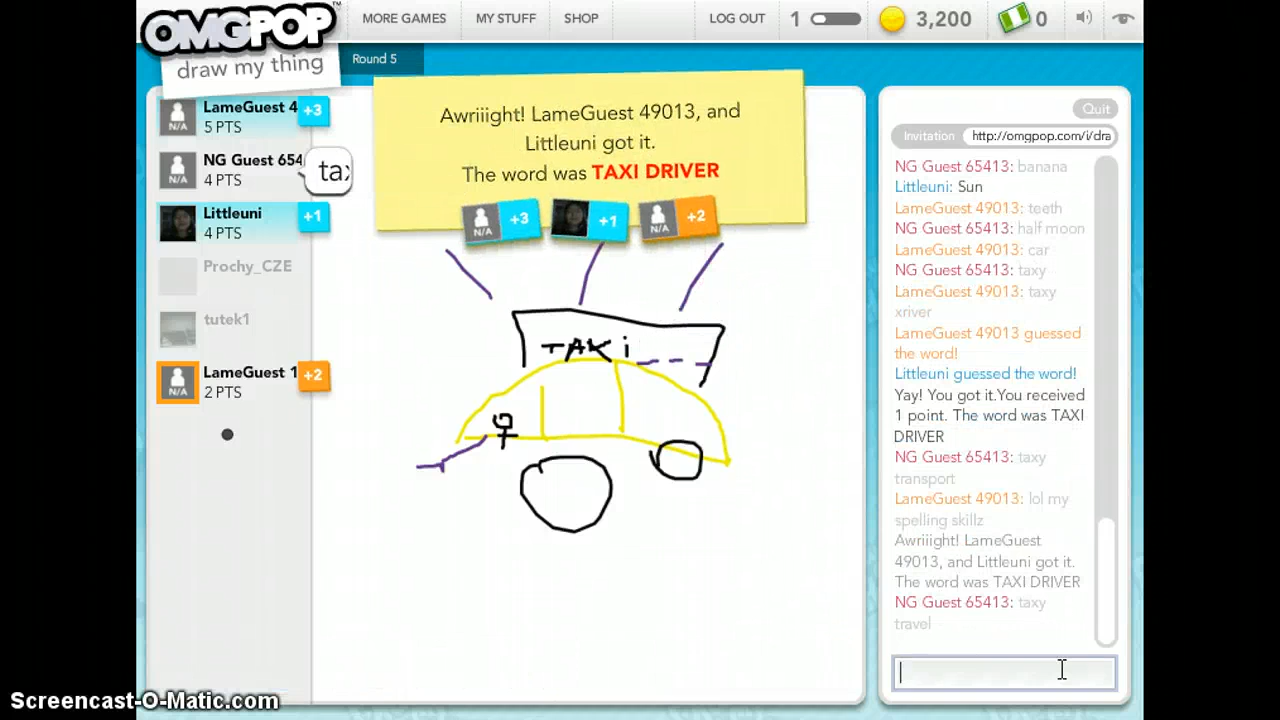 OMGPOP™
draw my thing
MORE GAMES
MY STUFF
SHOP
LOG OUT
1
3,200
0
Round 5
LameGuest 4
5 PTS
+3
NG Guest 654
4 PTS
tax
Littleuni
4 PTS
+1
Prochy_CZE
tutek1
LameGuest 1
2 PTS
+2
N/A
N/A
N/A
Awriiight! LameGuest 49013, and
Littleuni got it.
The word was TAXI DRIVER
N/A +3
+1
N/A +2
TAXi
Quit
Invitation http://omgpop.com/i/dra
NG Guest 65413: banana
Littleuni: Sun
LameGuest 49013: teeth
NG Guest 65413: half moon
LameGuest 49013: car
NG Guest 65413: taxy
LameGuest 49013: taxy
xriver
LameGuest 49013 guessed
the word!
Littleuni guessed the word!
Yay! You got it.You received
1 point. The word was TAXI
DRIVER
NG Guest 65413: taxy
transport
LameGuest 49013: lol my
spelling skillz
Awriiight! LameGuest
49013, and Littleuni got it.
The word was TAXI DRIVER
NG Guest 65413: taxy
travel
Screencast-O-Matic.com